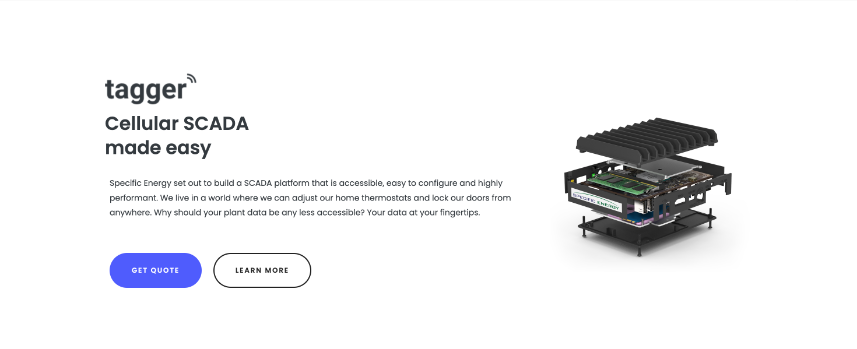 tagger
Cellular SCADA
made easy
Specific Energy set out to build a SCADA platform that is accessible, easy to configure and highly
performant. We live in a world where we can adjust our home thermostats and lock our doors from
anywhere. Why should your plant data be any less accessible? Your data at your fingertips.
SPECIFIC ENERGY
GET QUOTE
LEARN MORE